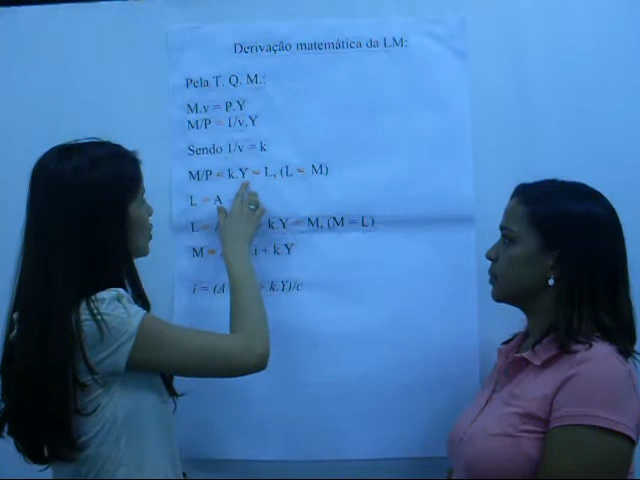 Derivação matemática da LM:
Pela T. Q. M.:
M.v = P.Y
M/P = 1/v.Y
Sendo 1/v = k
M/P = k.Y = L, (L = M)
L = A
L = k.Y = M, (M = L)
M = .i + k.Y
i = (A + k.Y)/c